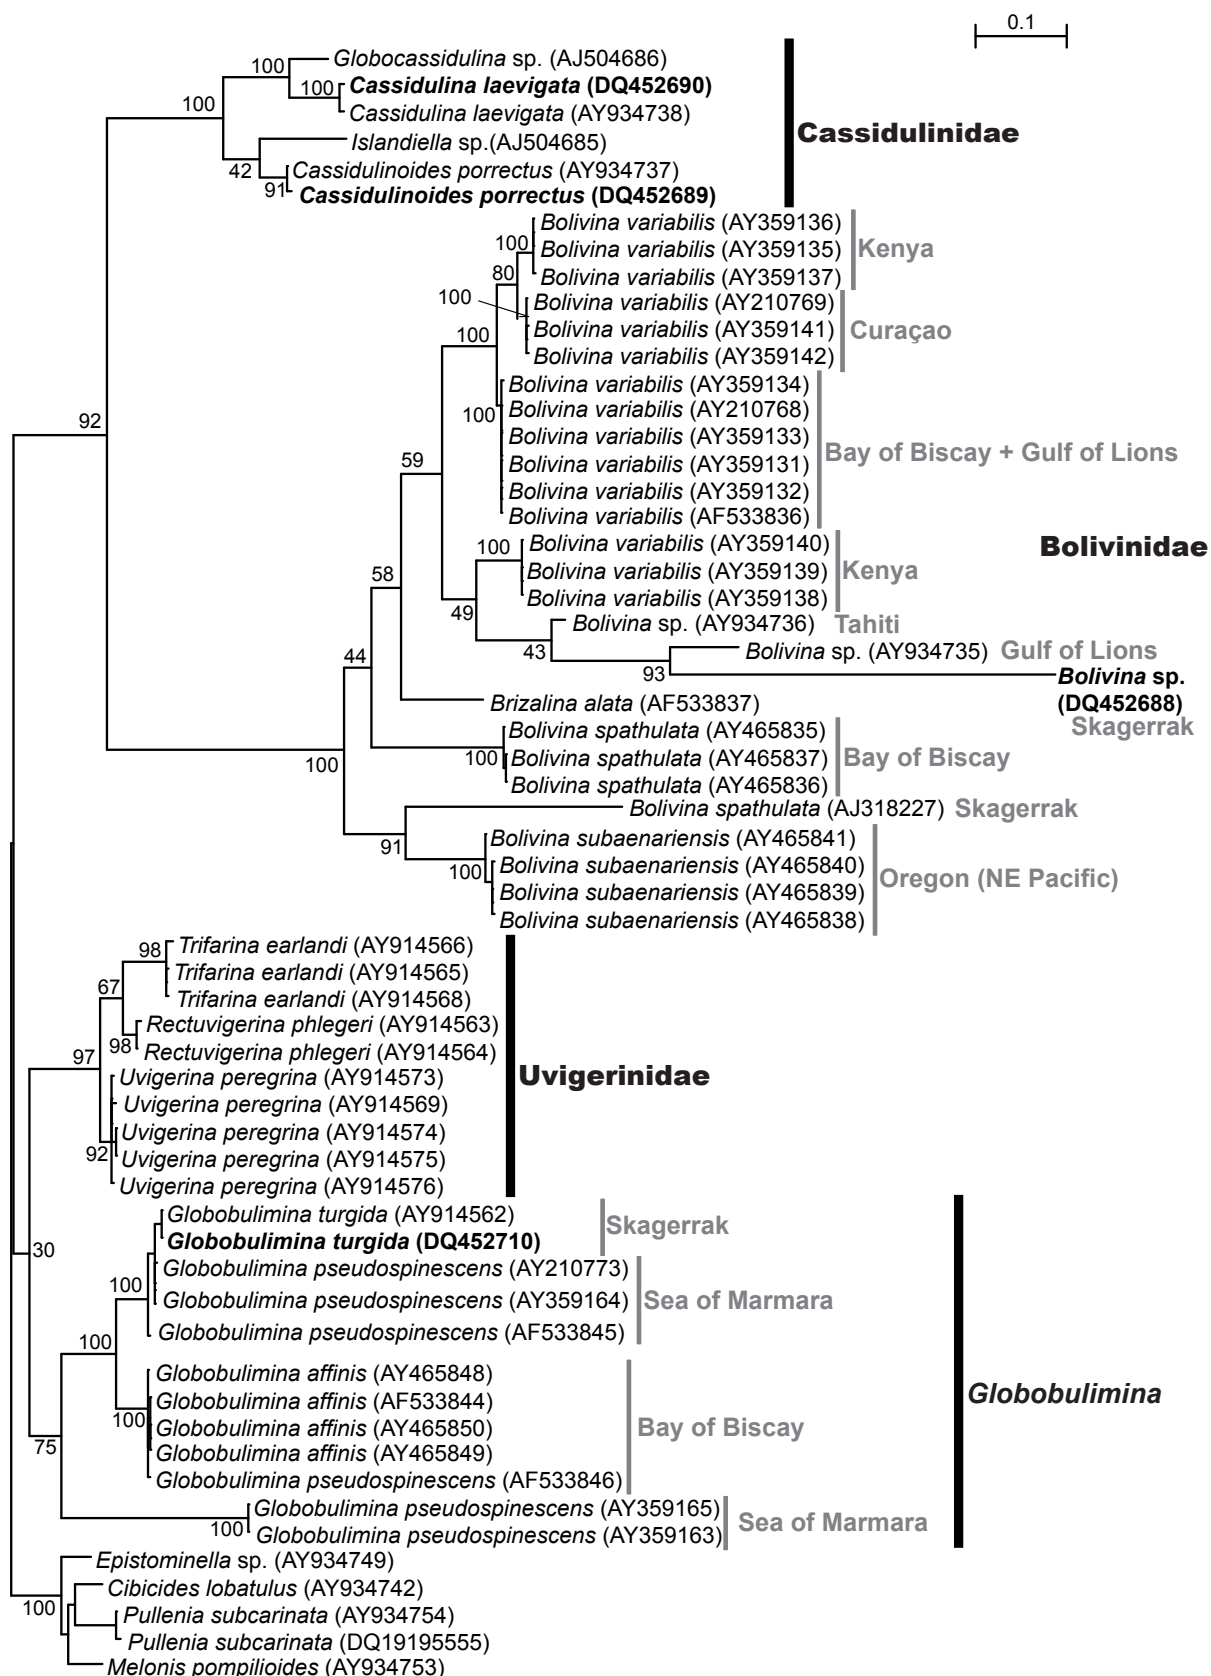 0.1
100
Globocassidulina sp. (AJ504686)
100
Cassidulina laevigata (DQ452690)
100
Cassidulina laevigata (AY934738)
Cassidulinidae
Islandiella sp.(AJ504685)
42
Cassidulinoides porrectus (AY934737)
91
Cassidulinoides porrectus (DQ452689)
Bolivina variabilis (AY359136)
100
Bolivina variabilis (AY359135)
Kenya
80
Bolivina variabilis (AY359137)
100
Bolivina variabilis (AY210769)
Bolivina variabilis (AY359141)
Curaçao
100
Bolivina variabilis (AY359142)
Bolivina variabilis (AY359134)
100
Bolivina variabilis (AY210768)
92
Bolivina variabilis (AY359133)
Bay of Biscay + Gulf of Lions
59
Bolivina variabilis (AY359131)
Bolivina variabilis (AY359132)
Bolivina variabilis (AF533836)
100
Bolivina variabilis (AY359140)
Bolivinidae
58
Bolivina variabilis (AY359139)
Kenya
Bolivina variabilis (AY359138)
49
Bolivina sp. (AY934736)
Tahiti
43
Bolivina sp. (AY934735)
Gulf of Lions
44
93
Bolivina sp.
(DQ452688)
Skagerrak
Brizalina alata (AF533837)
Bolivina spathulata (AY465835)
100
Bolivina spathulata (AY465837)
Bay of Biscay
100
Bolivina spathulata (AY465836)
Bolivina spathulata (AJ318227)
Skagerrak
91
Bolivina subaenariensis (AY465841)
100
Bolivina subaenariensis (AY465840)
Oregon (NE Pacific)
Bolivina subaenariensis (AY465839)
Bolivina subaenariensis (AY465838)
98
Trifarina earlandi (AY914566)
Trifarina earlandi (AY914565)
67
Trifarina earlandi (AY914568)
Rectuvigerina phlegeri (AY914563)
98
Rectuvigerina phlegeri (AY914564)
97
Uvigerina peregrina (AY914573)
Uvigerinidae
Uvigerina peregrina (AY914569)
Uvigerina peregrina (AY914574)
92
Uvigerina peregrina (AY914575)
Uvigerina peregrina (AY914576)
Globobulimina turgida (AY914562)
Skagerrak
30
Globobulimina turgida (DQ452710)
Globobulimina pseudospinescens (AY210773)
100
Globobulimina pseudospinescens (AY359164)
Sea of Marmara
Globobulimina pseudospinescens (AF533845)
100
Globobulimina affinis (AY465848)
Globobulimina
Globobulimina affinis (AF533844)
100
Globobulimina affinis (AY465850)
Bay of Biscay
75
Globobulimina affinis (AY465849)
Globobulimina pseudospinescens (AF533846)
Globobulimina pseudospinescens (AY359165)
100
Sea of Marmara
Globobulimina pseudospinescens (AY359163)
Epistominella sp. (AY934749)
Cibicides lobatulus (AY934742)
100
Pullenia subcarinata (AY934754)
Pullenia subcarinata (DQ19195555)
Melonis pompilioides (AY934753)